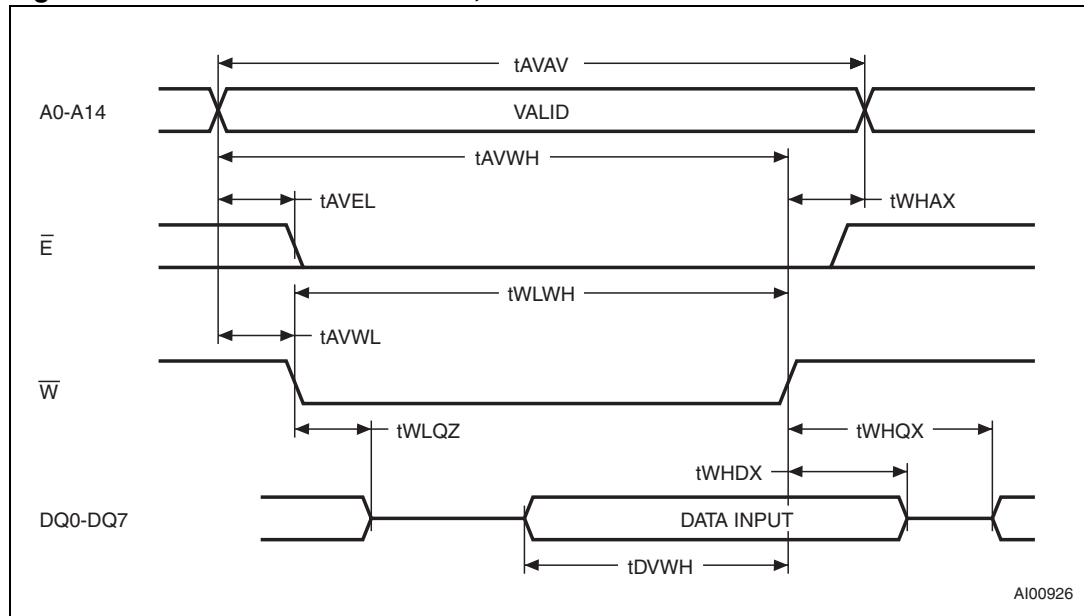 tAVAV
A0-A14
VALID
tAVWH
tAVEL
tWHAX
E̅
tWLWH
tAVWL
W̅
tWLQZ
tWHQX
tWHDX
DQ0-DQ7
DATA INPUT
tDVWH
AI00926